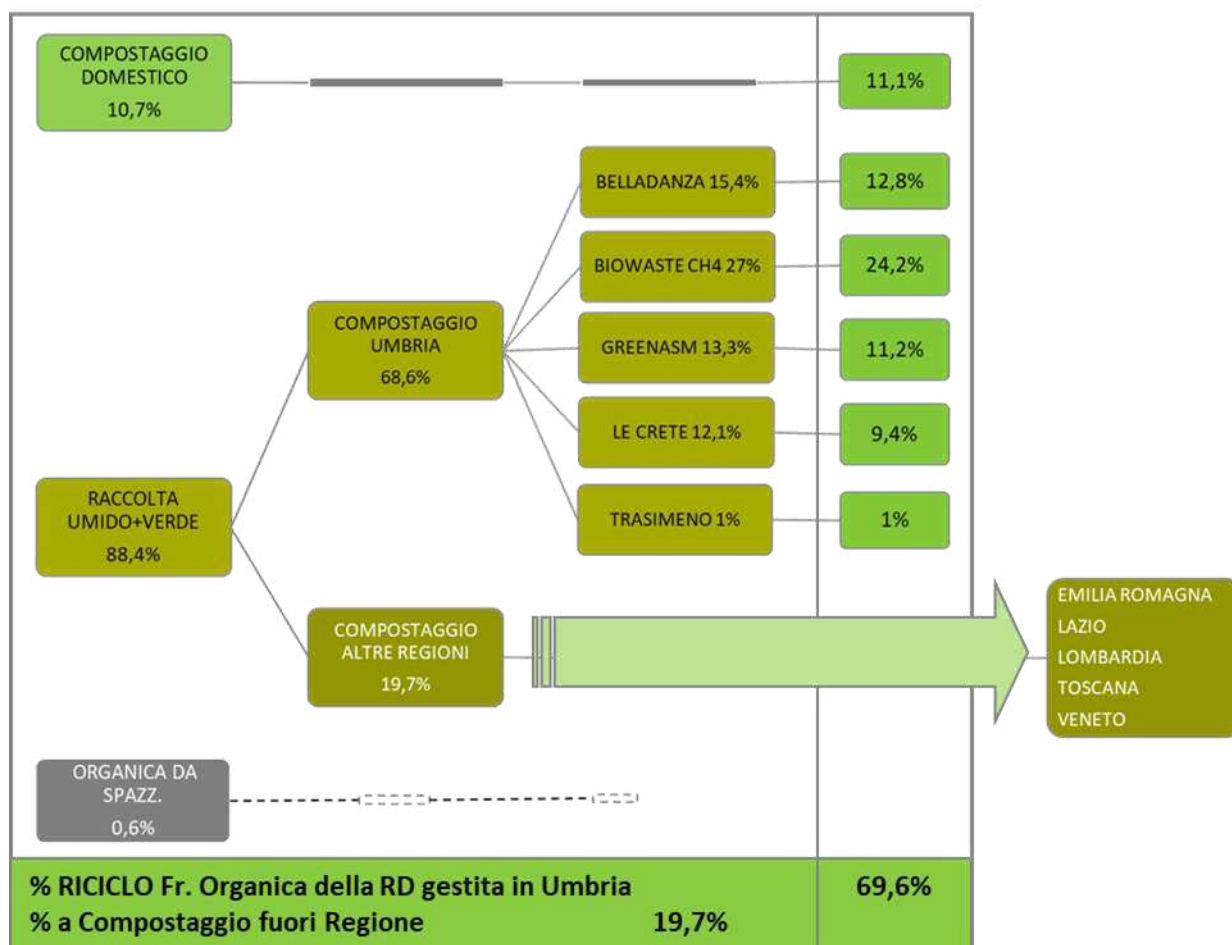 COMPOSTAGGIO
DOMESTICO
10,7%
11,1%
BELLADANZA 15,4%
12,8%
BIOWASTE CH4 27%
24,2%
COMPOSTAGGIO
UMBRIA
68,6%
GREENASM 13,3%
11,2%
LE CRETE 12,1%
9,4%
RACCOLTA
UMIDO+VERDE
88,4%
TRASIMENO 1%
1%
COMPOSTAGGIO
ALTRE REGIONI
19,7%
EMILIA ROMAGNA
LAZIO
LOMBARDIA
TOSCANA
VENETO
ORGANICA DA
SPAZZ.
0,6%
% RICICLO Fr. Organica della RD gestita in Umbria 69,6%
% a Compostaggio fuori Regione 19,7%